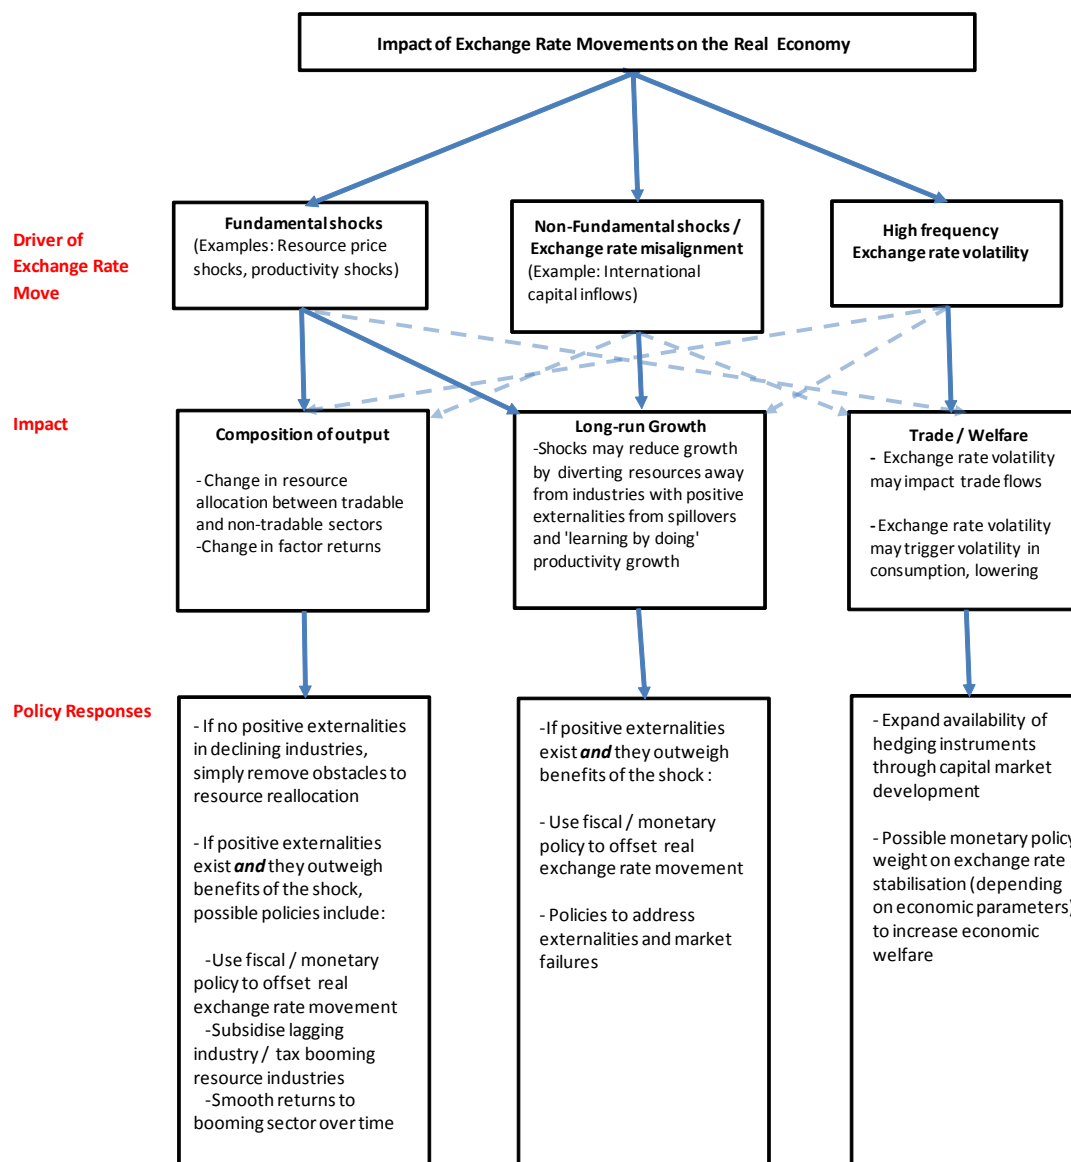 Impact of Exchange Rate Movements on the Real Economy
Driver of
Exchange Rate
Move
Fundamental shocks
(Examples: Resource price
shocks, productivity shocks)
Non-Fundamental shocks /
Exchange rate misalignment
(Example: International
capital inflows)
High frequency
Exchange rate volatility
Impact
Composition of output
- Change in resource
allocation between tradable
and non-tradable sectors
-Change in factor returns
Long-run Growth
-Shocks may reduce growth
by diverting resources away
from industries with positive
externalities from spillovers
and 'learning by doing'
productivity growth
Trade / Welfare
- Exchange rate volatility
may impact trade flows
-Exchange rate volatility
may trigger volatility in
consumption, lowering
Policy Responses
- If no positive externalities
in declining industries,
simply remove obstacles to
resource reallocation
- If positive externalities
exist and they outweigh
benefits of the shock,
possible policies include:
-Use fiscal / monetary
policy to offset real
exchange rate movement
-Subsidise lagging
industry / tax booming
resource industries
-Smooth returns to
booming sector over time
-If positive externalities
exist and they outweigh
benefits of the shock :
- Use fiscal / monetary
policy to offset real
exchange rate movement
- Policies to address
externalities and market
failures
- Expand availability of
hedging instruments
through capital market
development
- Possible monetary policy
weight on exchange rate
stabilisation (depending
on economic parameters)
to increase economic
welfare